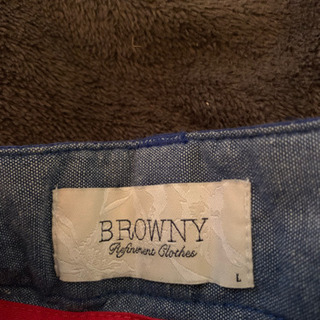 BROWNY
Refinement Clothes
L